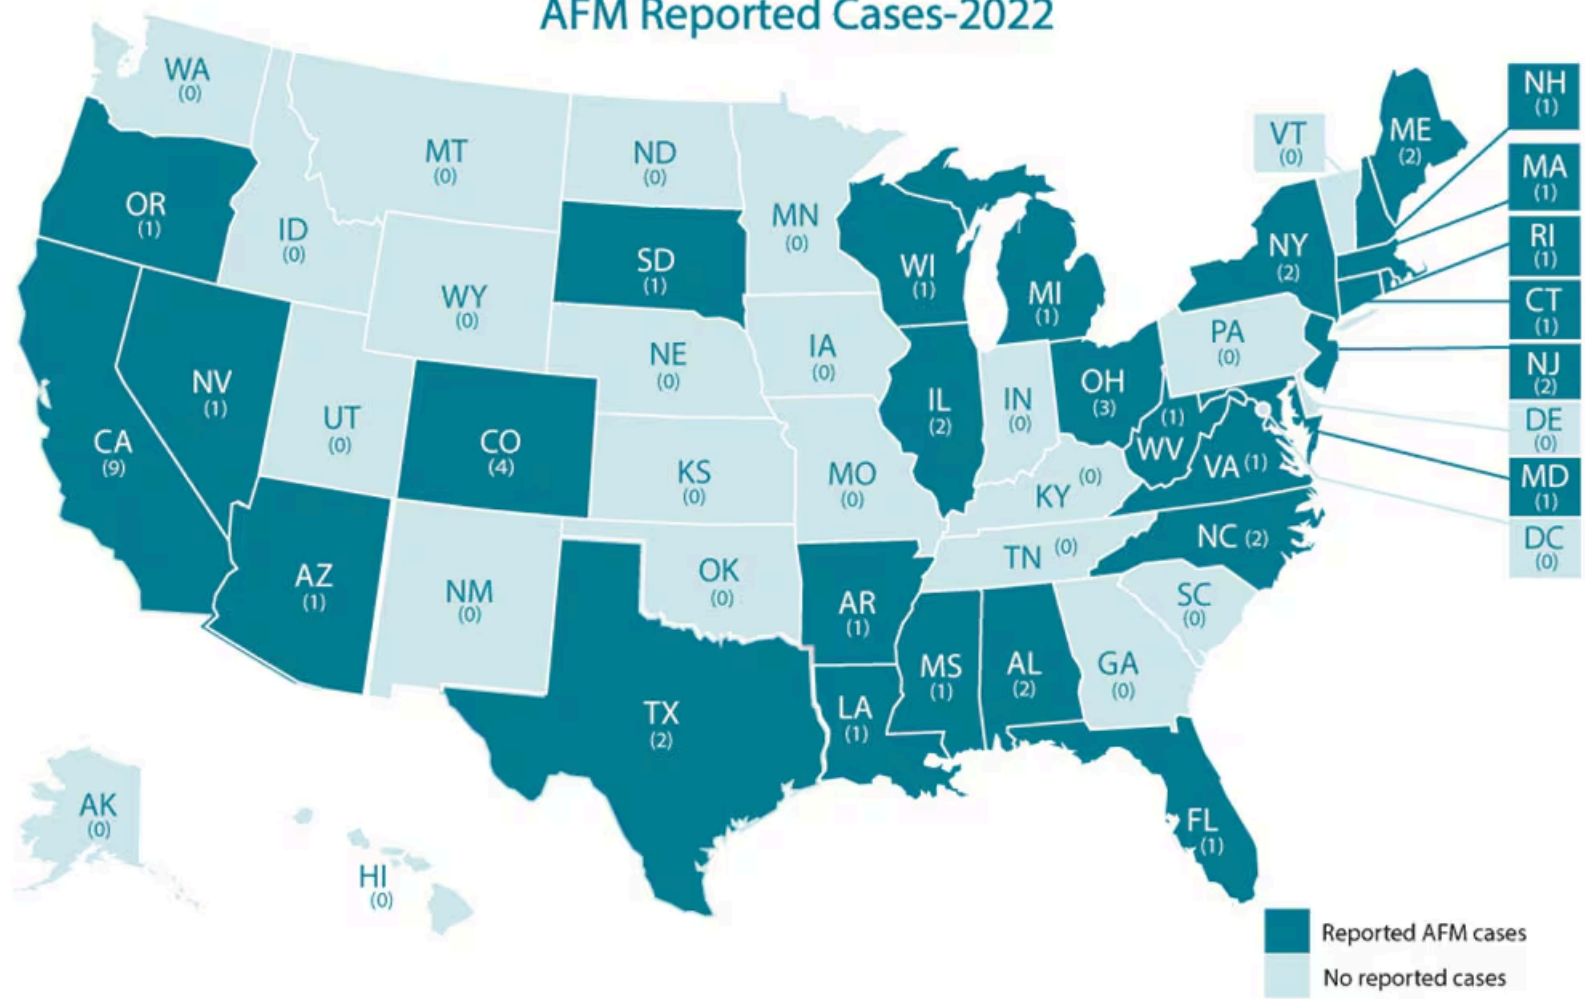 AFM Reported Cases-2022
WA
(0)
OR
(1)
CA
(9)
NV
(1)
ID
(0)
MT
(0)
WY
(0)
UT
(0)
AZ
(1)
CO
(4)
NM
(0)
ND
(0)
SD
(1)
NE
(0)
KS
(0)
OK
(0)
TX
(2)
MN
(0)
IA
(0)
MO
(0)
AR
(1)
LA
(1)
WI
(1)
IL
(2)
MI
(1)
IN
(0)
OH
(3)
KY (0)
TN (0)
MS
(1)
AL
(2)
GA
(0)
FL
(1)
SC
(0)
NC (2)
VA (1)
(1)
WV
PA
(0)
NY
(2)
VT
(0)
ME
(2)
NH
(1)
MA
(1)
RI
(1)
CT
(1)
NJ
(2)
DE
(0)
MD
(1)
DC
(0)
AK
(0)
HI
(0)
Reported AFM cases
No reported cases